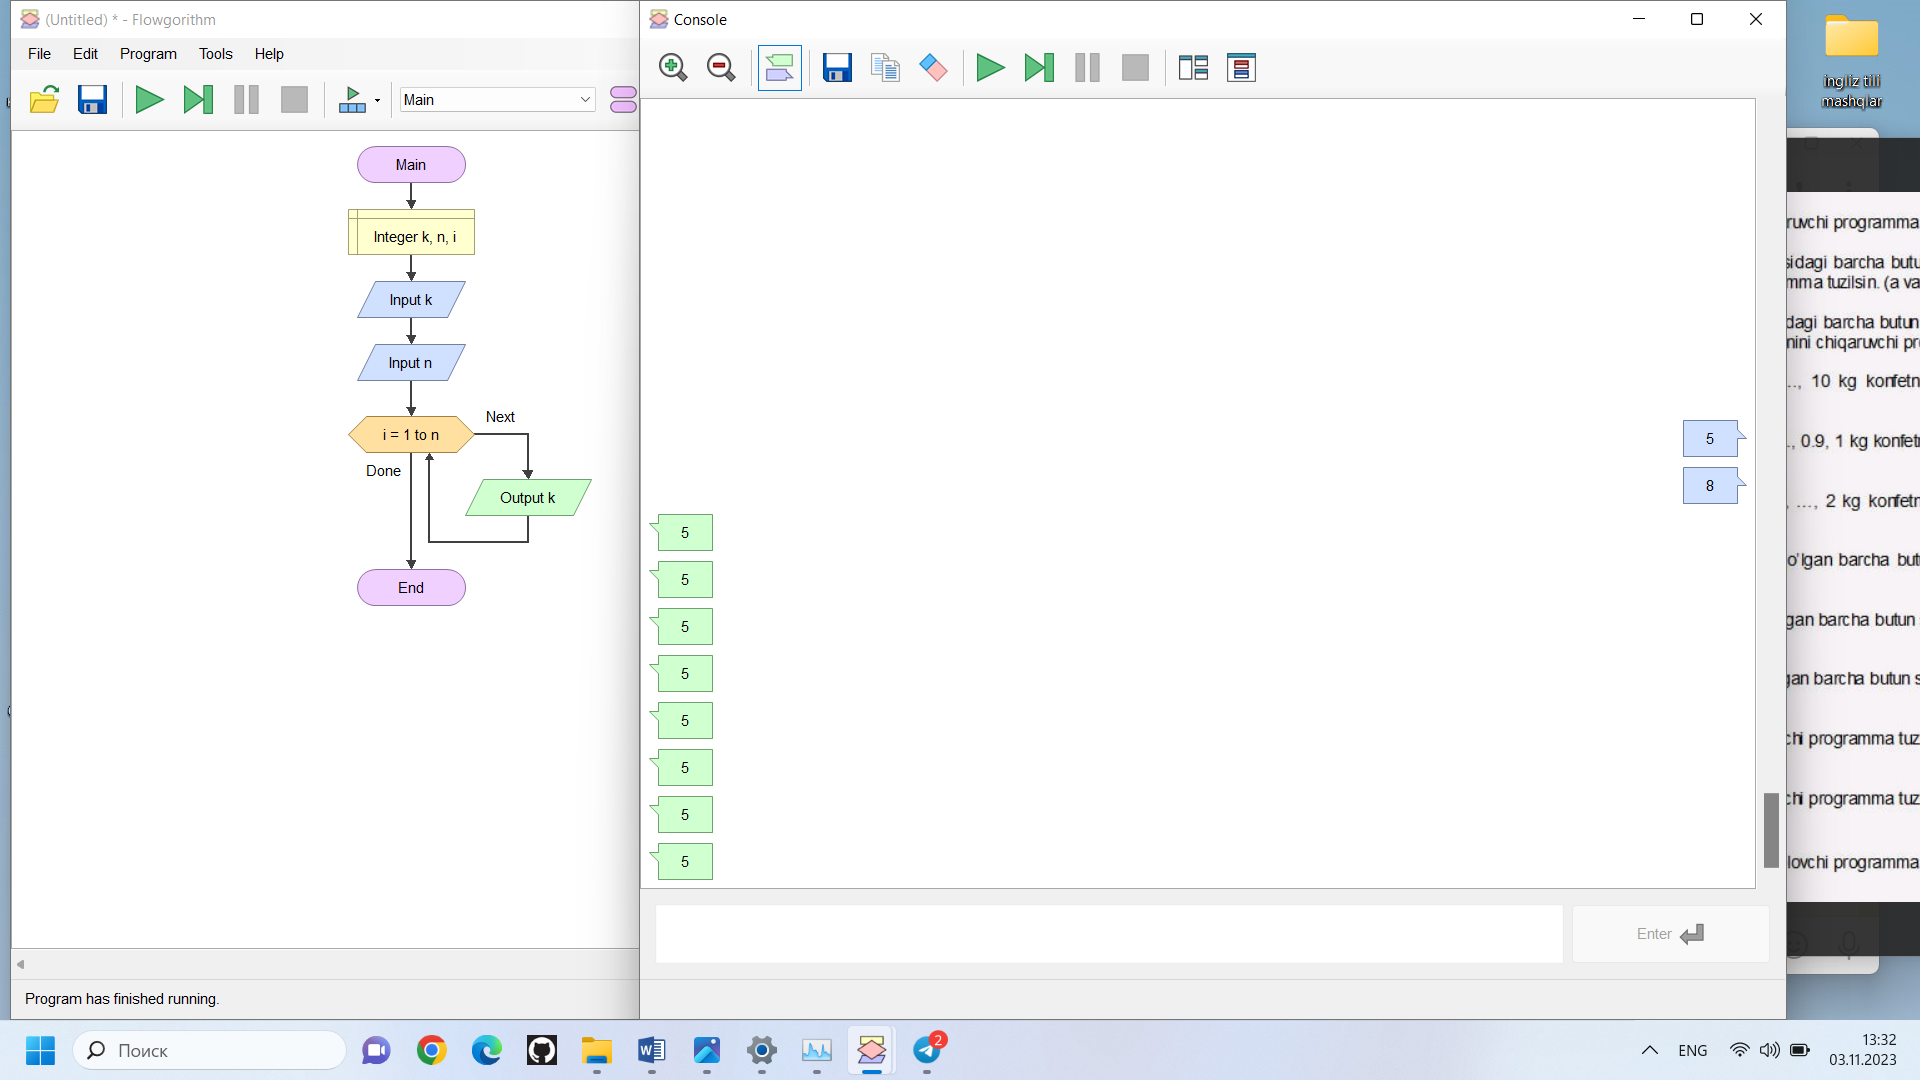 (Untitled) * - Flowgorithm
File Edit Program Tools Help
Main
Main
Integer k, n, i
Input k
Input n
i = 1 to n
Next
Done
Output k
End
Program has finished running.
Console
5
8
5
5
5
5
5
5
5
5
Enter
ingliz tili
mashqlar
ruvchi programma
sidagi barcha butu
mma tuzilsin. (a va
dagi barcha butun
nini chiqaruvchi pr
.., 10 kg konfetn
., 0.9, 1 kg konfetn
, ..., 2 kg konfetn
o'lgan barcha but
gan barcha butun
gan barcha butun s
chi programma tuz
chi programma tuz
lovchi programma
Поиск
2
ENG
13:32
03.11.2023